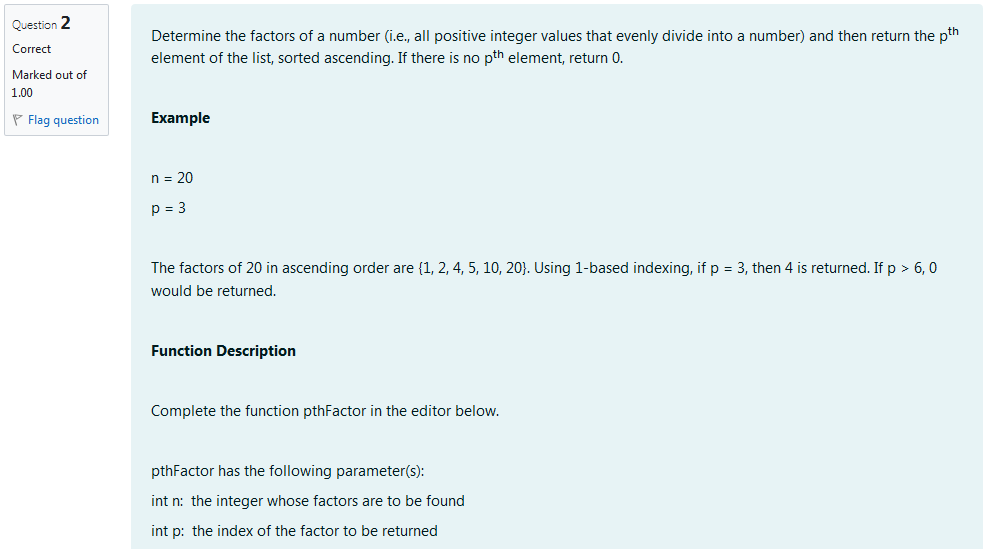 Question 2
Correct
Marked out of
1.00
Flag question
Determine the factors of a number (i.e., all positive integer values that evenly divide into a number) and then return the pth
element of the list, sorted ascending. If there is no pth element, return 0.
Example
n = 20
p = 3
The factors of 20 in ascending order are {1, 2, 4, 5, 10, 20}. Using 1-based indexing, if p = 3, then 4 is returned. If p > 6, 0
would be returned.
Function Description
Complete the function pthFactor in the editor below.
pthFactor has the following parameter(s):
int n:  the integer whose factors are to be found
int p:  the index of the factor to be returned